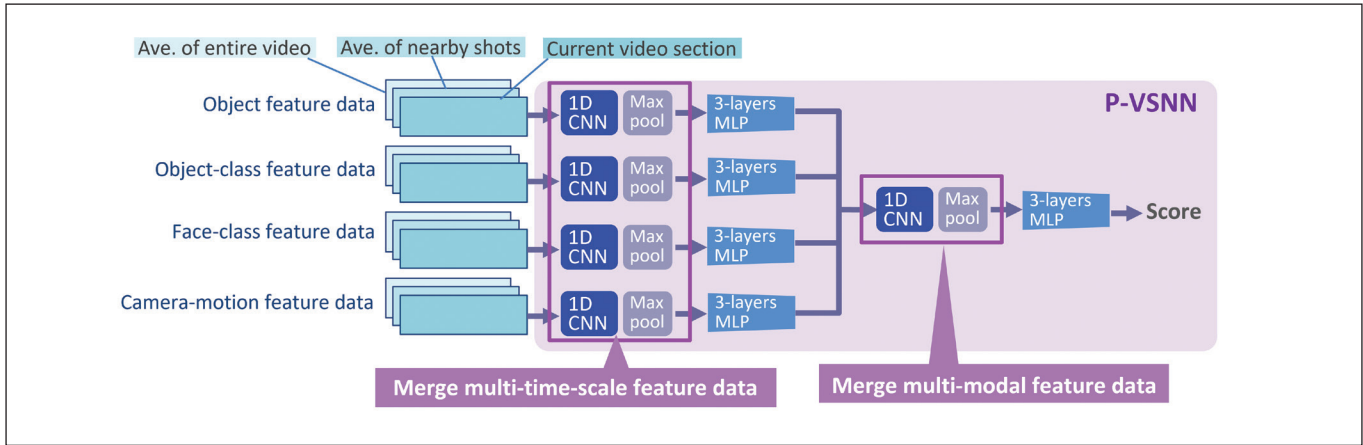 Ave. of entire video
Ave. of nearby shots
Current video section
P-VSNN
Object feature data
1D
CNN
Max
pool
3-layers
MLP
Object-class feature data
1D
CNN
Max
pool
3-layers
MLP
Face-class feature data
1D
CNN
Max
pool
3-layers
MLP
Camera-motion feature data
1D
CNN
Max
pool
3-layers
MLP
1D
CNN
Max
pool
3-layers
MLP
Score
Merge multi-time-scale feature data
Merge multi-modal feature data